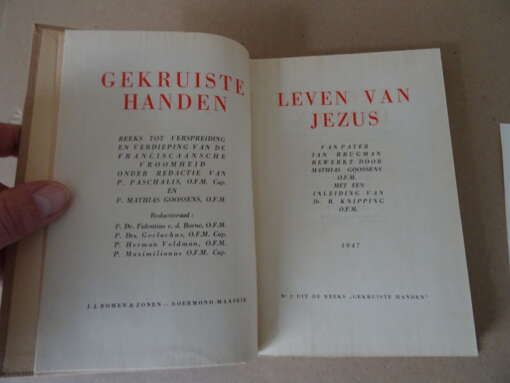 GEKRUISTE
HANDEN
REEKS TOT VERSPREIDING
EN VERDIEPING VAN DE
FRANCISCAANSCHE
VROOMHEID
ONDER REDACTIE VAN
P. PASCHALIS, O.F.M. Cap.
EN
P. MATHIAS GOOSSENS, O.F.M.
Redactieraad :
P. Dr. Valentinus v. d. Borne, O.F.M.
P. Drs. Gerlachus, O.F.M. Cap.
P. Herman Veldman, O.F.M.
P. Maximilianus O.F.M. Cap.
J.J. ROMEN & ZONEN — ROERMOND-MAASEIK
LEVEN VAN
JEZUS
VAN PATER
JAN BRUGMAN
BEWERKT DOOR
MATHIAS GOOSSENS
O.F.M.
MET EEN
INLEIDING VAN
Dr. B. KNIPPING
O.F.M.
1947
UIT DE REEKS „GEKRUISTE HANDEN"